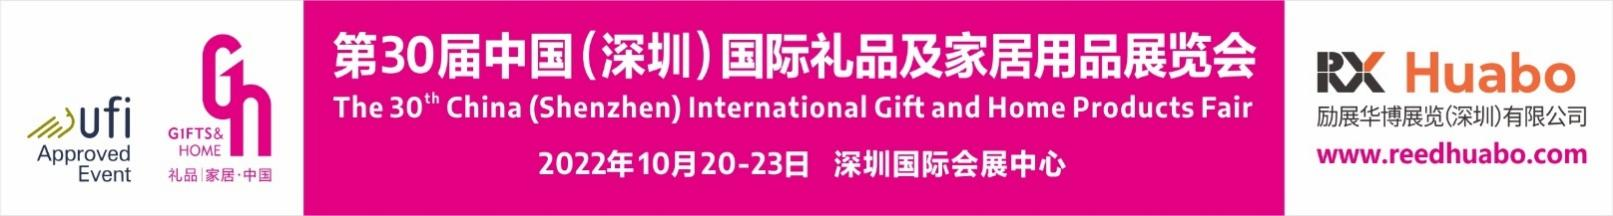 ufi
Approved
Event
Gh
GIFTS&
HOME
礼品|家居·中国
第30届中国(深圳)国际礼品及家居用品展览会
The 30th China (Shenzhen) International Gift and Home Products Fair
2022年10月20-23日 深圳国际会展中心
RX Huabo
励展华博展览(深圳)有限公司
www.reedhuabo.com